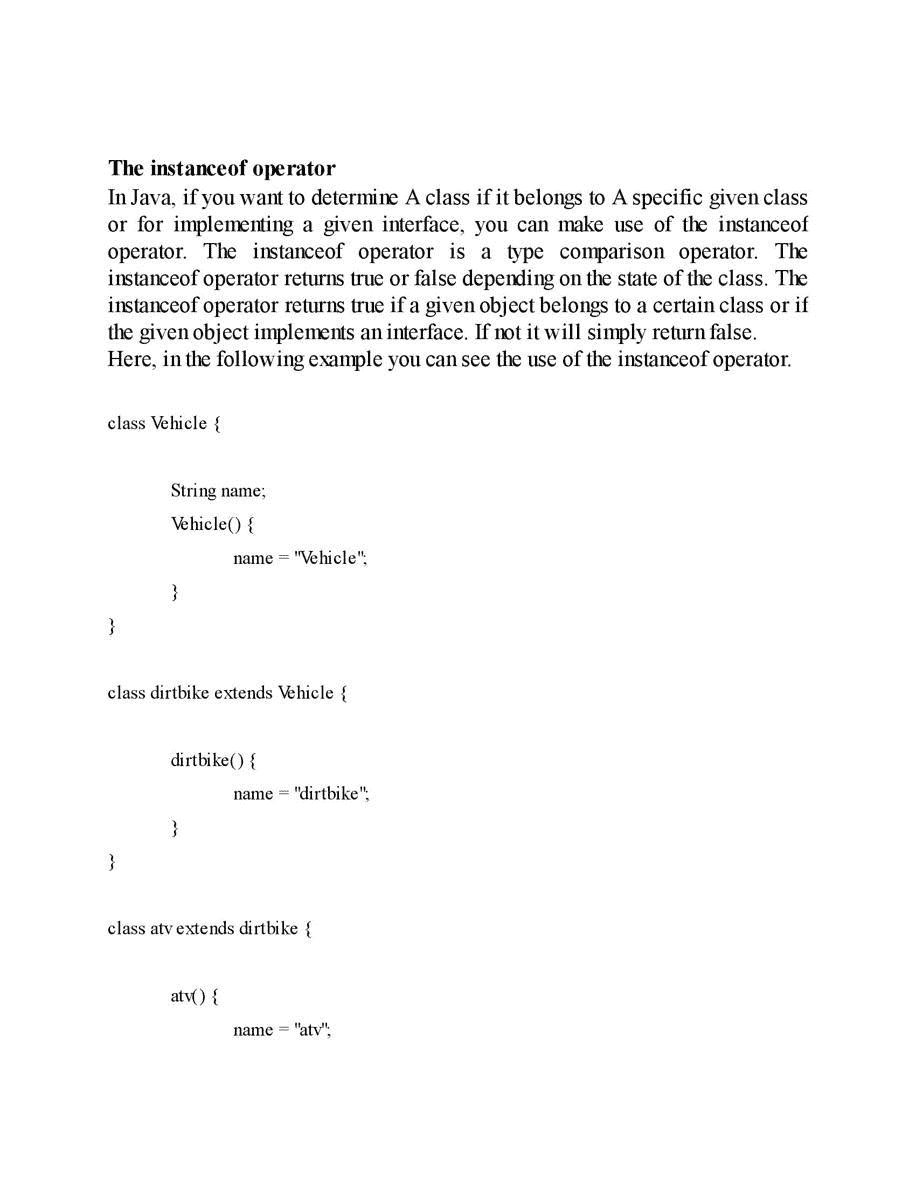 The instanceof operator
In Java, if you want to determine A class if it belongs to A specific given class
or for implementing a given interface, you can make use of the instanceof
operator. The instanceof operator is a type comparison operator. The
instanceof operator returns true or false depending on the state of the class. The
instanceof operator returns true if a given object belongs to a certain class or if
the given object implements an interface. If not it will simply return false.
Here, in the following example you can see the use of the instanceof operator.
class Vehicle {
String name;
Vehicle() {
name = "Vehicle";
}
}
class dirtbike extends Vehicle {
dirtbike() {
name = "dirtbike";
}
}
class atv extends dirtbike {
atv() {
name = "atv";